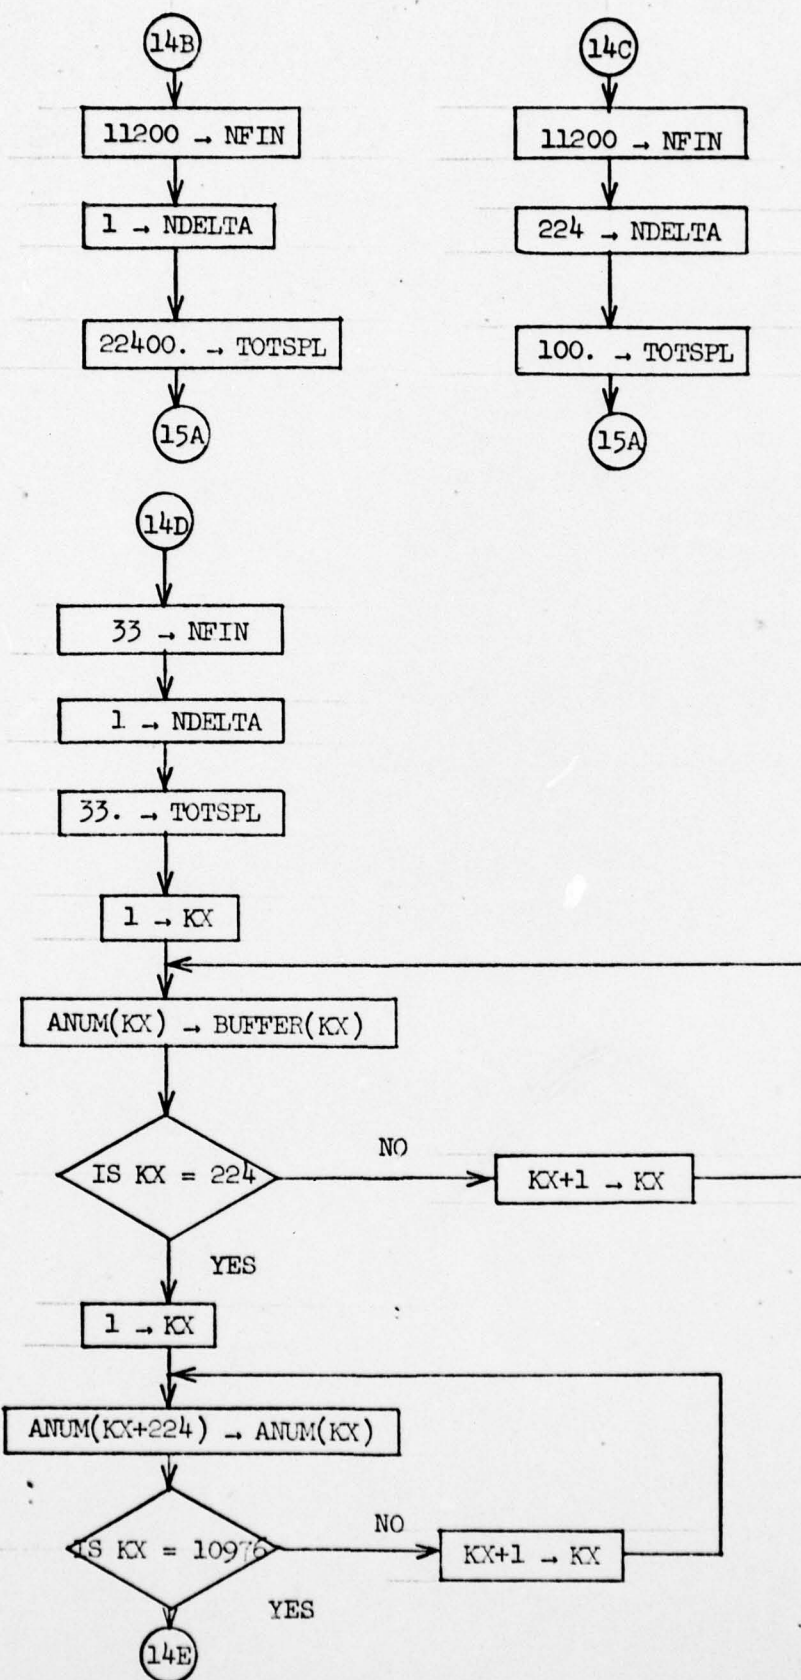 14B
11200 → NFIN
1 → NDELTA
22400. → TOTSPL
15A
14C
11200 → NFIN
224 → NDELTA
100. → TOTSPL
15A
14D
33 → NFIN
1 → NDELTA
33. → TOTSPL
1 → KX
ANUM(KX) → BUFFER(KX)
IS KX = 224
NO
KX+1 → KX
YES
1 → KX
ANUM(KX+224) → ANUM(KX)
IS KX = 10976
NO
KX+1 → KX
YES
14E